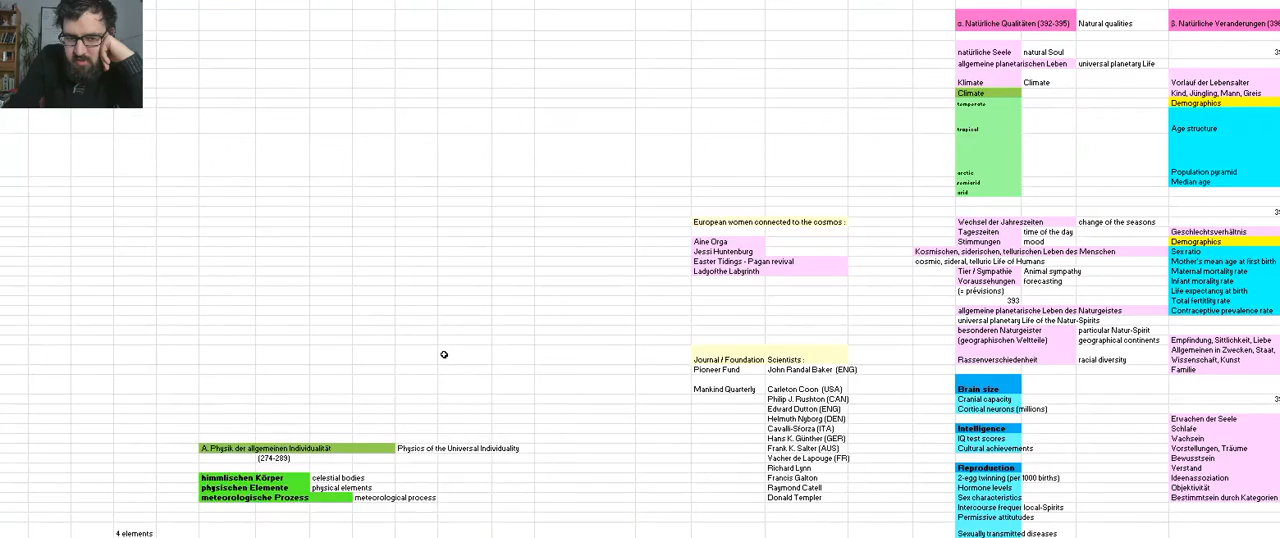 α. Natürliche Qualitäten (392-395) Natural qualities β. Natürliche Veranderungen (396
natürliche Seele natural Soul
allgemeine planetarischen Leben universal planetary Life
Klimate Climate Vorlauf der Lebensalter
Climate Kind, Jüngling, Mann, Greis
temperate Demographics
tropical Age structure
arctic Population pyramid
semiarid Median age
arid
European women connected to the cosmos : Wechsel der Jahreszeiten change of the seasons
Tageszeiten time of the day Geschlechtsverhältnis
Aine Orga Stimmungen mood Demographics
Jessi Huntenburg Kosmischen, siderischen, tellurischen Leben des Menschen Sex ratio
Easter Tidings - Pagan revival cosmic, sideral, telluric Life of Humans Mother's mean age at first birth
Ladyofthe Labyrinth Tier / Sympathie Animal sympathy Maternal mortality rate
Voraussehungen forecasting Infant morality rate
(= prévisions) Life expectancy at birth
393 Total fertitlity rate
allgemeine planetarische Leben des Naturgeistes Contraceptive prevalence rate
universal planetary Life of the Natur-Spirits
besonderen Naturgeister particular Natur-Spirit
(geographischen Weltteile) geographical continents Empfindung, Sittlichkeit, Liebe
Allgemeinen in Zwecken, Staat,
Journal / Foundation Scientists : Rassenverschiedenheit racial diversity Wissenschaft, Kunst
Pioneer Fund John Randal Baker (ENG) Familie
Mankind Quarterly Carleton Coon (USA) Brain size
Philip J. Rushton (CAN) Cranial capacity
Edward Dutton (ENG) Cortical neurons (millions)
Helmuth Nyborg (DEN) Erwachen der Seele
Cavalli-Sforza (ITA) Intelligence Schlafe
Hans K. Günther (GER) IQ test scores Wachsein
A. Physik der allgemeinen Individualität Physics of the Universal Individuality Frank K. Salter (AUS) Cultural achievements Vorstellungen, Träume
(274-289) Vacher de Lapouge (FR) Bewusstsein
Richard Lynn Reproduction Verstand
himmlischen Körper celestial bodies Francis Galton 2-egg twinning (per 1000 births) Ideenassoziation
physischen Elemente physical elements Raymond Catell Hormone levels Objektivität
meteorologische Prozess meteorological process Donald Templer Sex characteristics Bestimmtsein durch Kategorien
Intercourse freque local-Spirits
Permissive attitutudes
4 elements Sexually transmitted diseases